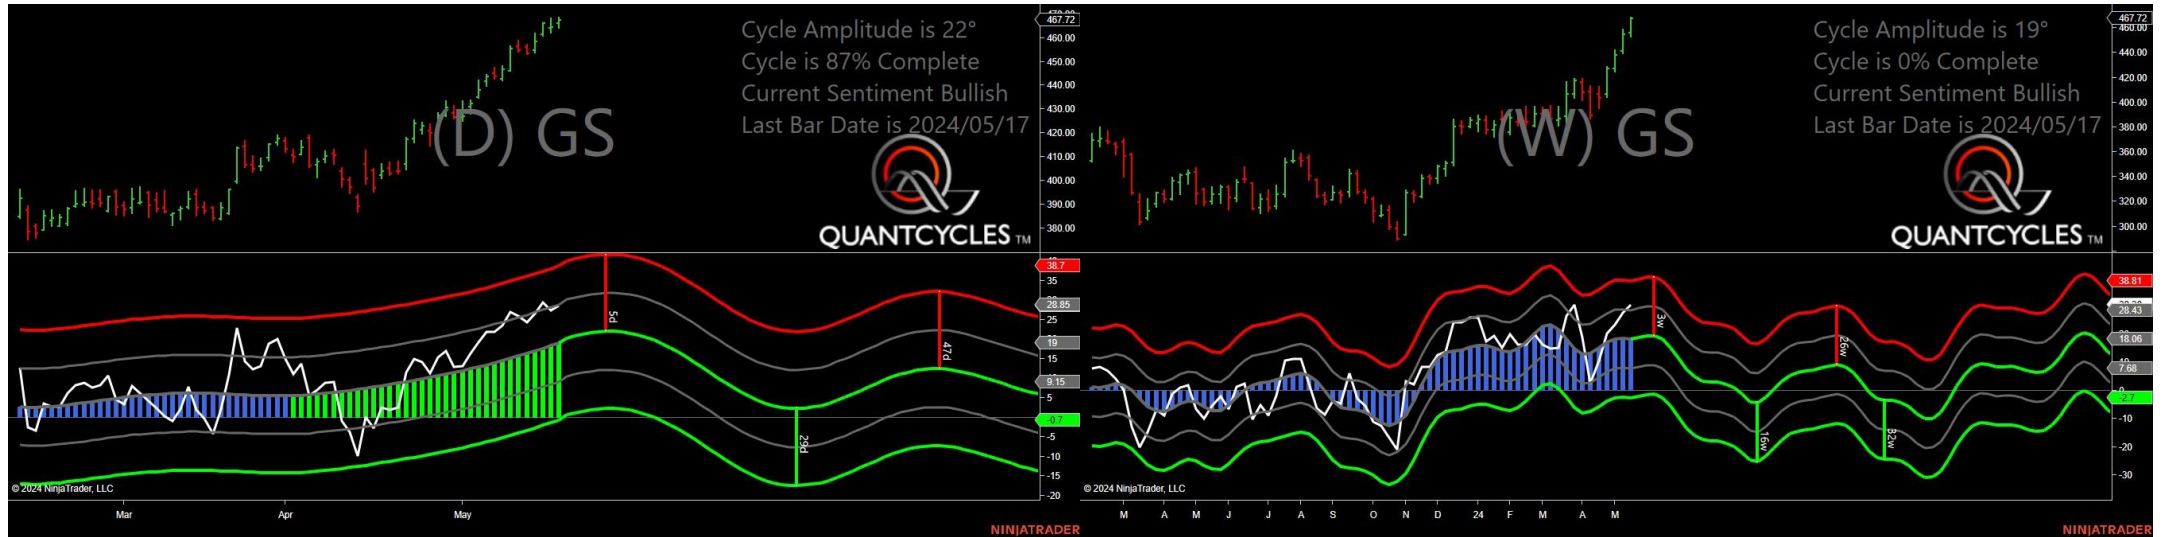 Cycle Amplitude is 22°
Cycle is 87% Complete
Current Sentiment Bullish
Last Bar Date is 2024/05/17
(D) GS
QUANTCYCLES TM
467.72
460.00
450.00
440.00
430.00
420.00
410.00
400.00
390.00
380.00
38.7
35
28.85
25
19
15
9.15
5
-0.7
-5
-10
-15
-20
5d
47d
29d
© 2024 NinjaTrader, LLC
Mar Apr May
NINJATRADER
Cycle Amplitude is 19°
Cycle is 0% Complete
Current Sentiment Bullish
Last Bar Date is 2024/05/17
(W) GS
QUANTCYCLES TM
467.72
460.00
440.00
420.00
400.00
380.00
360.00
340.00
320.00
300.00
38.81
28.43
18.06
7.68
-2.7
-10
-20
-30
3w
26w
16w
32w
© 2024 NinjaTrader, LLC
M A M J J A S O N D 24 F M A M
NINJATRADER